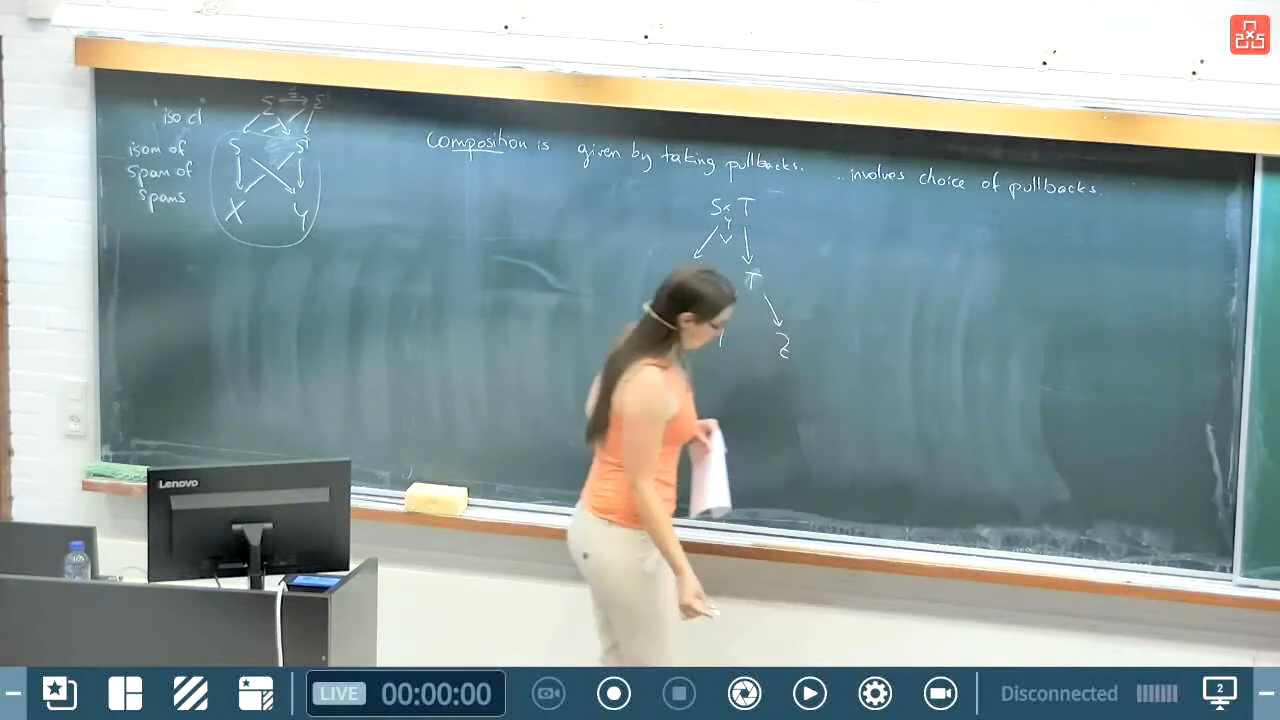 "iso cl"
Σ ≅ Σ'
isom of
span of
spans
S S'
X Y
Composition is given by taking pullbacks. ..involves choice of pullbacks.
S ×_Y T
T
Z
Lenovo
LIVE 00:00:00
Disconnected
2